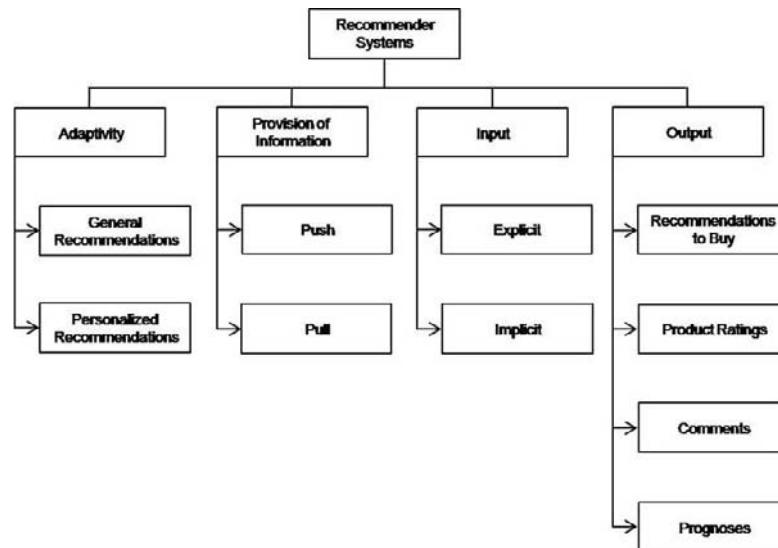 Recommender
Systems
Adaptivity
Provision of
Information
Input
Output
General
Recommendations
Push
Explicit
Recommendations
to Buy
Personalized
Recommendations
Pull
Implicit
Product Ratings
Comments
Prognoses